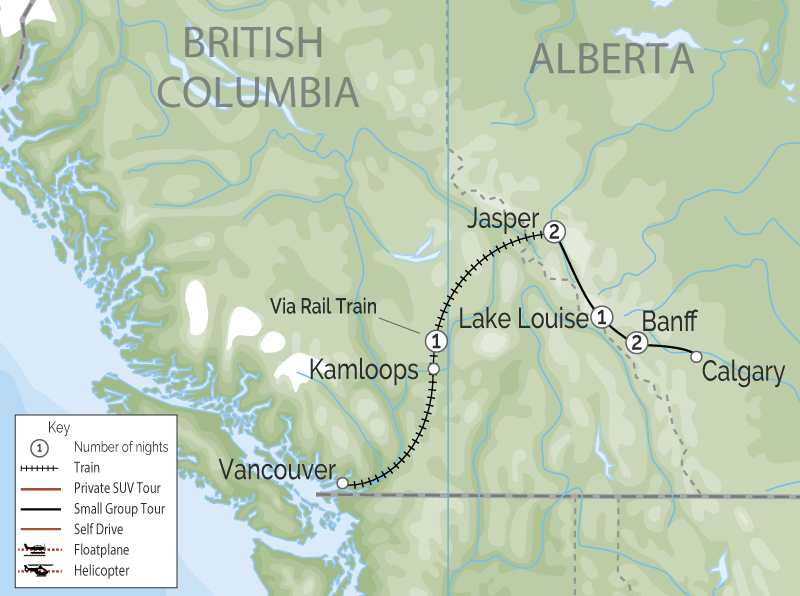 BRITISH
COLUMBIA
ALBERTA
Jasper
2
Via Rail Train
1
Lake Louise
1
Banff
2
Kamloops
Calgary
Vancouver
Key
1 Number of nights
Train
Private SUV Tour
Small Group Tour
Self Drive
Floatplane
Helicopter